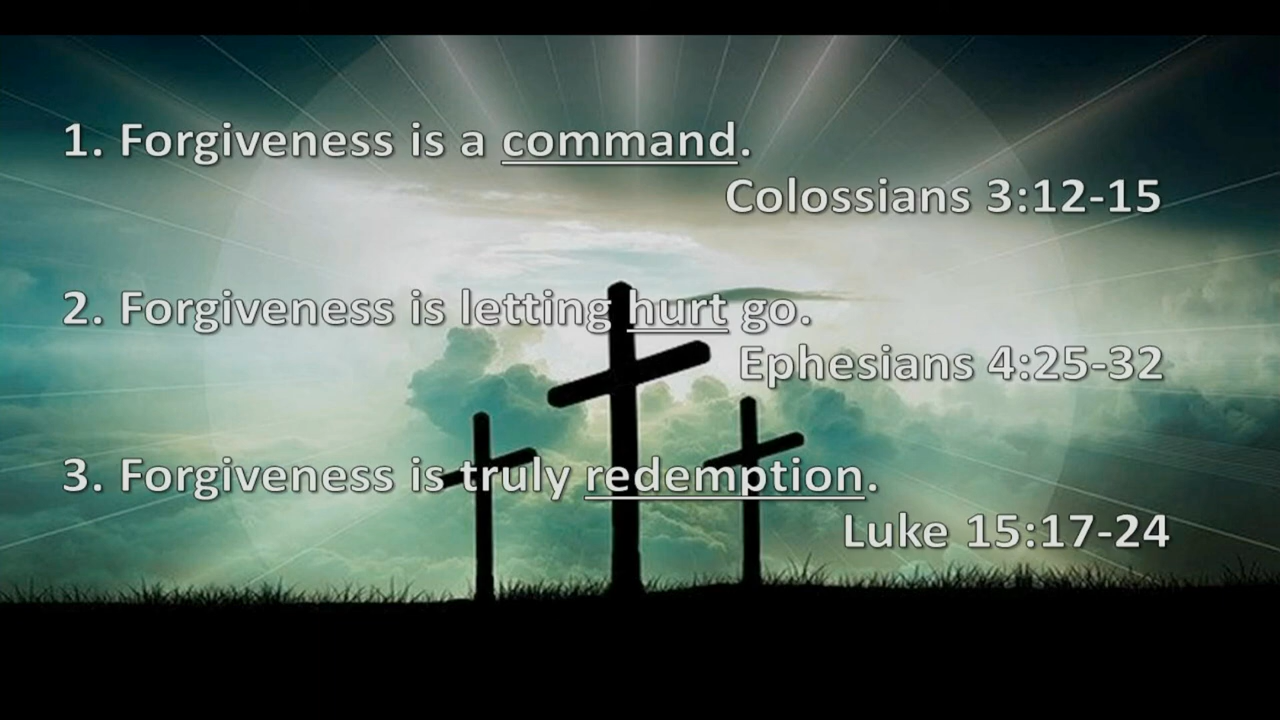 1. Forgiveness is a command.
Colossians 3:12-15
2. Forgiveness is letting hurt go.
Ephesians 4:25-32
3. Forgiveness is truly redemption.
Luke 15:17-24